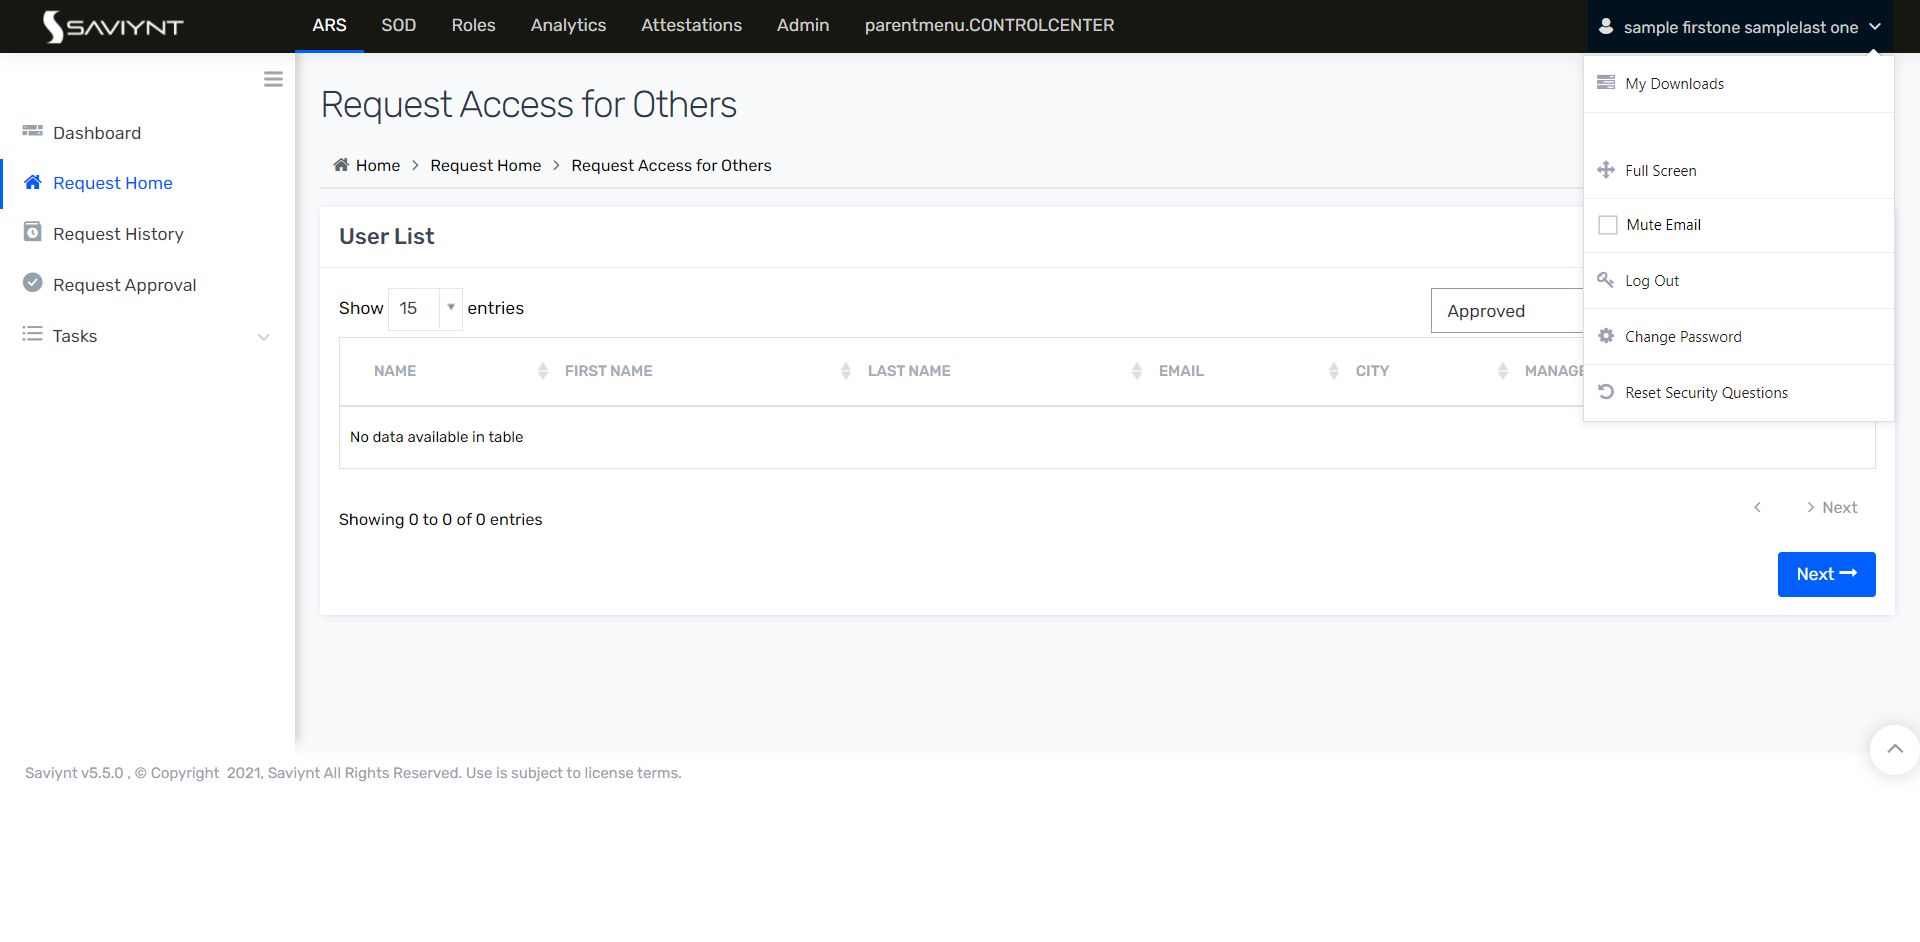 SAVIYNT
ARS SOD Roles Analytics Attestations Admin parentmenu.CONTROLCENTER
sample firstone samplelast one
My Downloads
Full Screen
Mute Email
Log Out
Change Password
Reset Security Questions
Dashboard
Request Home
Request History
Request Approval
Tasks
Request Access for Others
Home > Request Home > Request Access for Others
User List
Show 15 entries
Approved
NAME FIRST NAME LAST NAME EMAIL CITY MANAGE
No data available in table
Showing 0 to 0 of 0 entries
< > Next
Next
Saviynt v5.5.0 , © Copyright 2021, Saviynt All Rights Reserved. Use is subject to license terms.